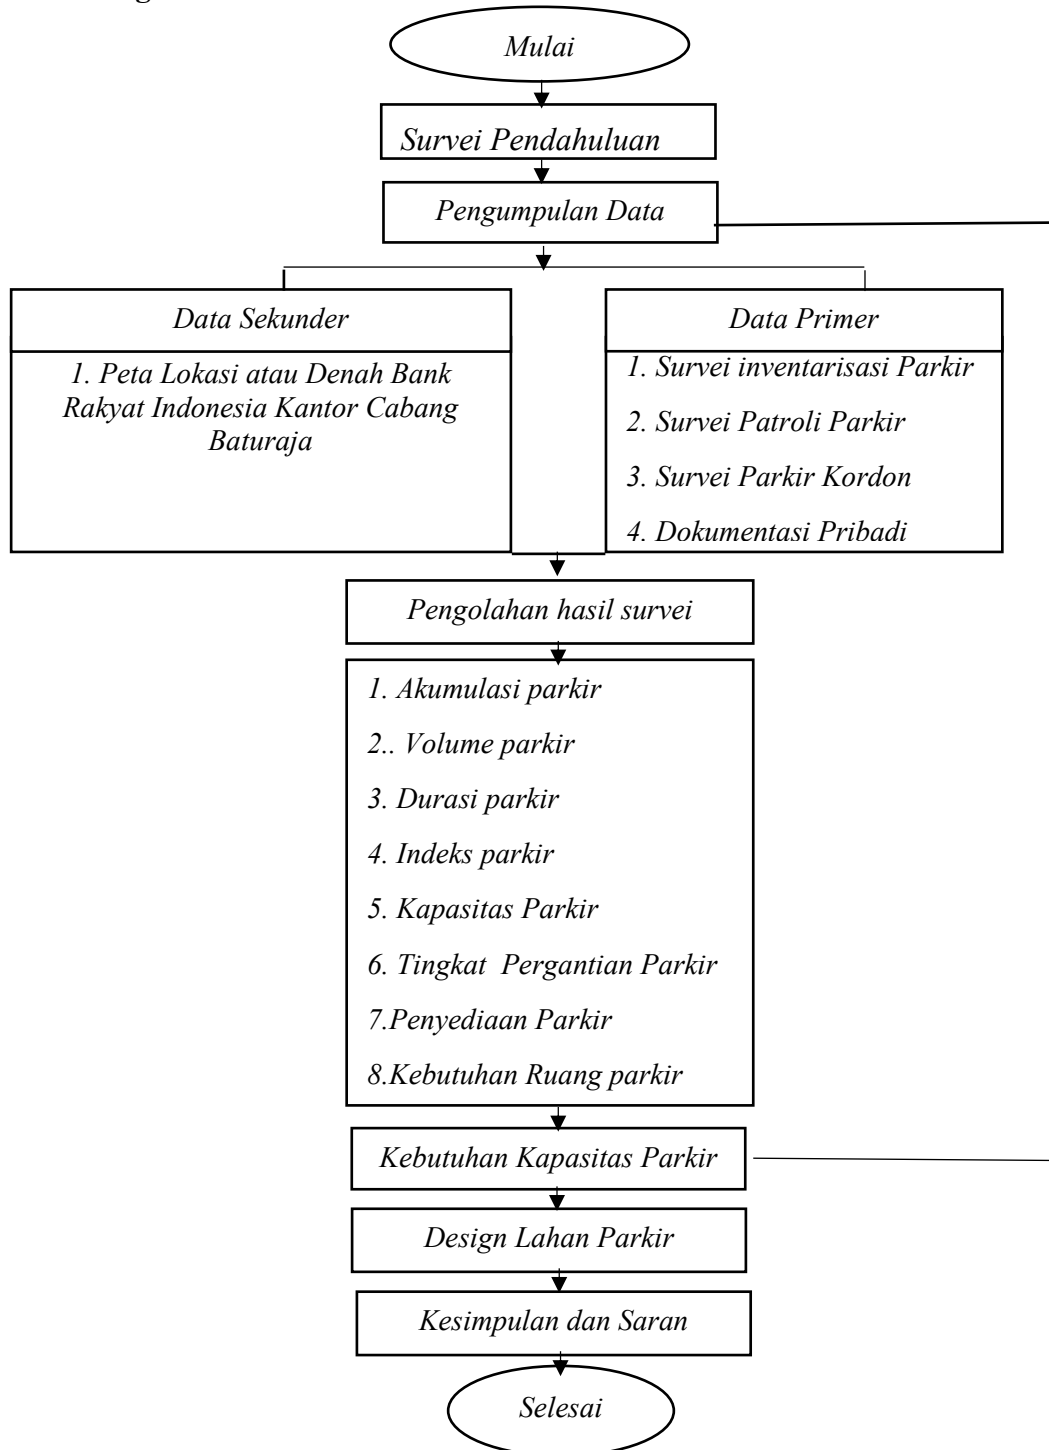 Mulai
Survei Pendahuluan
Pengumpulan Data
Data Sekunder
1. Peta Lokasi atau Denah Bank
Rakyat Indonesia Kantor Cabang
Baturaja
Data Primer
1. Survei inventarisasi Parkir
2. Survei Patroli Parkir
3. Survei Parkir Kordon
4. Dokumentasi Pribadi
Pengolahan hasil survei
1. Akumulasi parkir
2.. Volume parkir
3. Durasi parkir
4. Indeks parkir
5. Kapasitas Parkir
6. Tingkat  Pergantian Parkir
7.Penyediaan Parkir
8.Kebutuhan Ruang parkir
Kebutuhan Kapasitas Parkir
Design Lahan Parkir
Kesimpulan dan Saran
Selesai